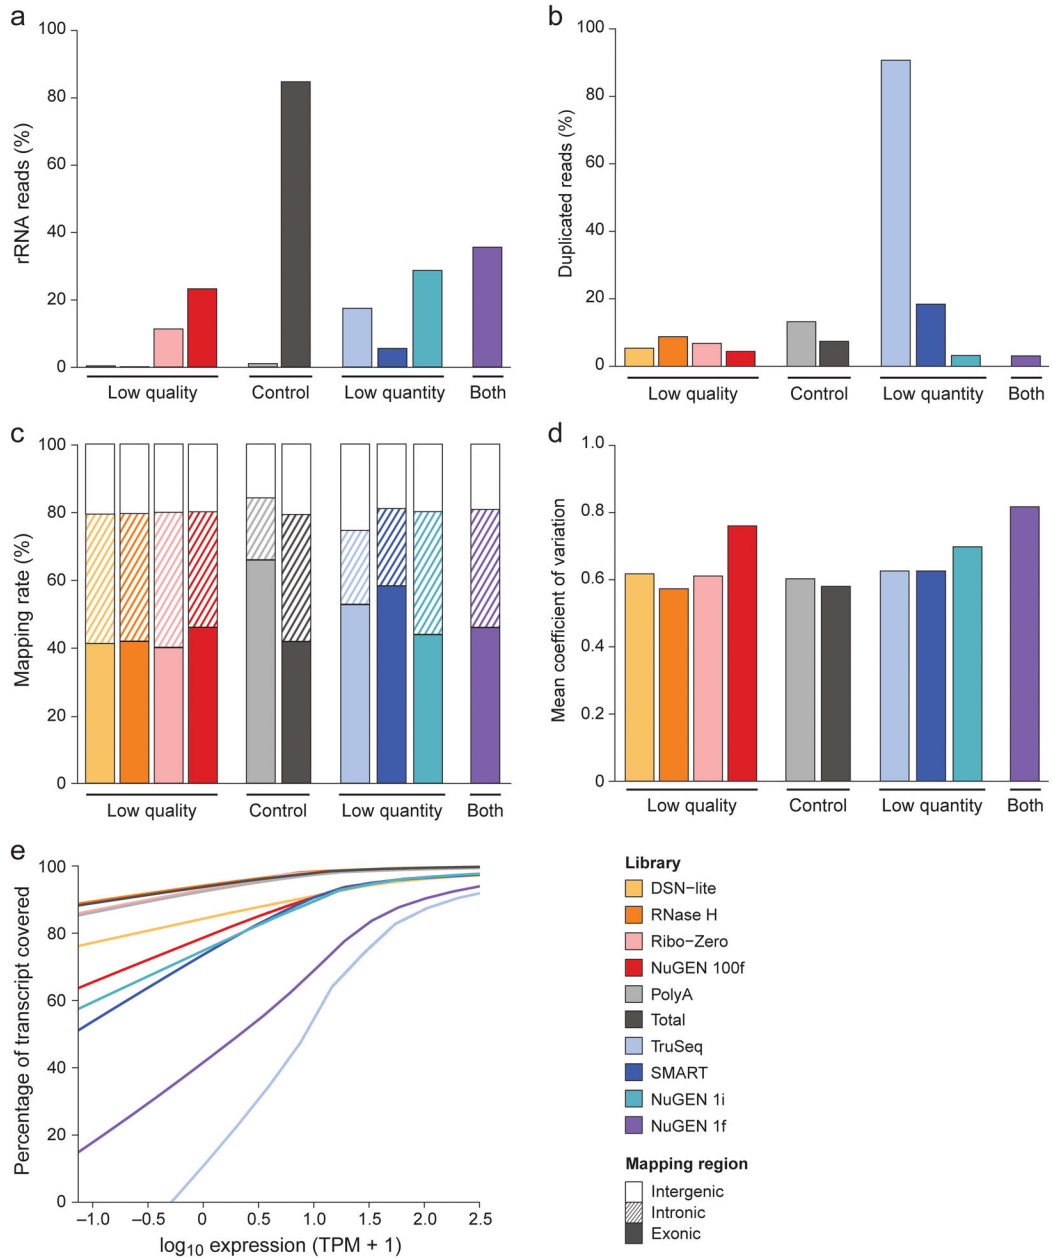 a
100
80
60
40
20
0
rRNA reads (%)
Low quality Control Low quantity Both
b
100
80
60
40
20
0
Duplicated reads (%)
Low quality Control Low quantity Both
c
100
80
60
40
20
0
Mapping rate (%)
Low quality Control Low quantity Both
d
1.0
0.8
0.6
0.4
0.2
0
Mean coefficient of variation
Low quality Control Low quantity Both
e
100
80
60
40
20
0
Percentage of transcript covered
–1.0 –0.5 0 0.5 1.0 1.5 2.0 2.5
log10 expression (TPM + 1)
Library
DSN–lite
RNase H
Ribo–Zero
NuGEN 100f
PolyA
Total
TruSeq
SMART
NuGEN 1i
NuGEN 1f
Mapping region
Intergenic
Intronic
Exonic